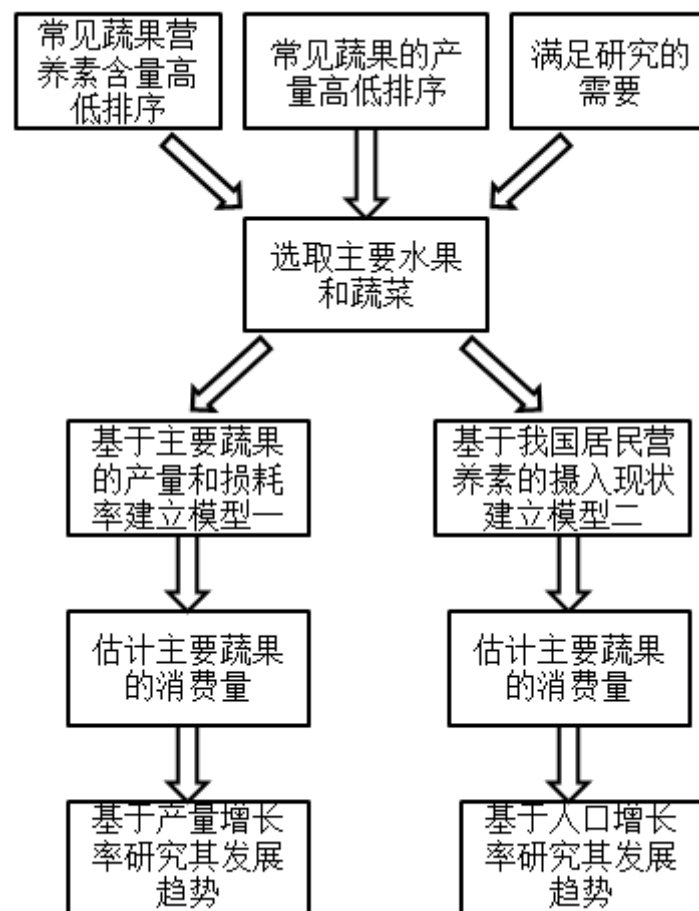 常见蔬果营
养素含量高
低排序
常见蔬果的产
量高低排序
满足研究的
需要
选取主要水果
和蔬菜
基于主要蔬果
的产量和损耗
率建立模型一
基于我国居民营
养素的摄入现状
建立模型二
估计主要蔬果
的消费量
估计主要蔬果
的消费量
基于产量增长
率研究其发展
趋势
基于人口增长
率研究其发展
趋势